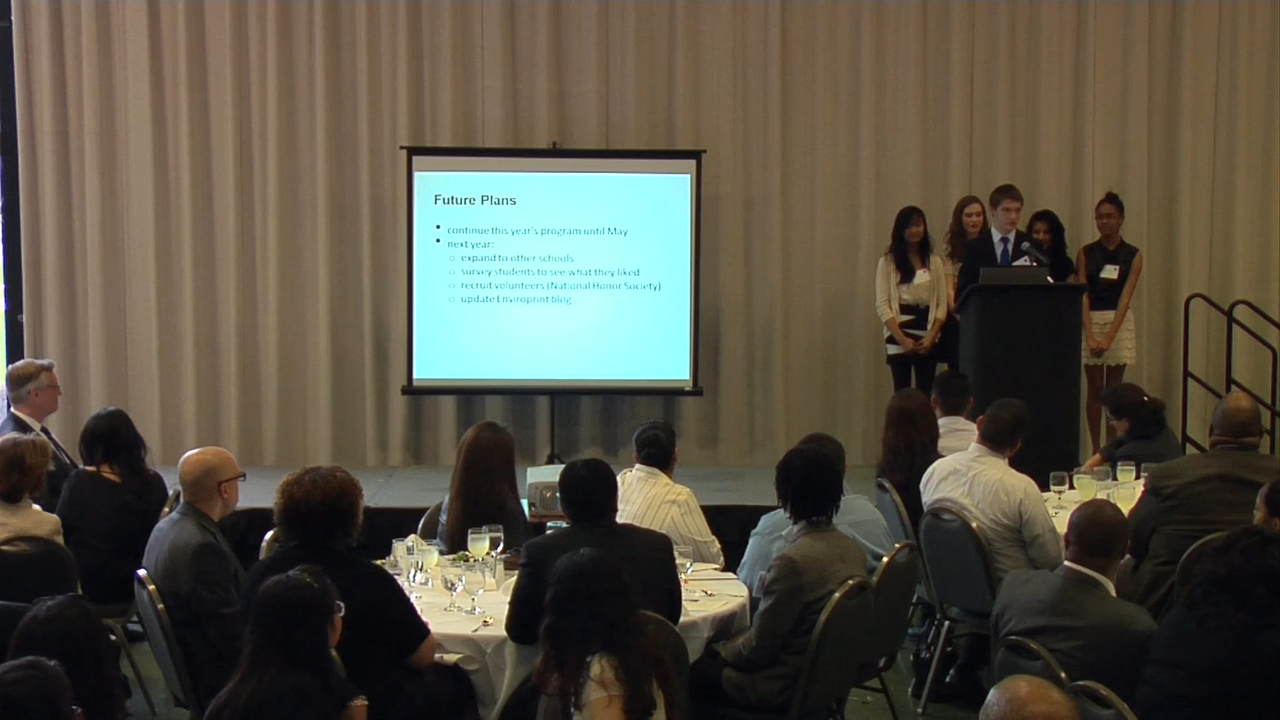 Future Plans
• continue this year's program until May
• next year:
o expand to other schools
o survey students to see what they liked
o recruit volunteers (National Honor Society)
o update Enviroprint blog